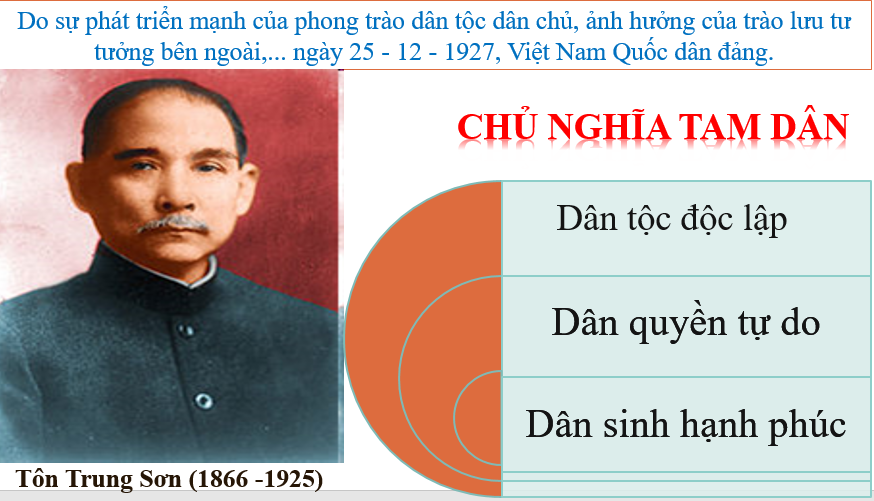 Do sự phát triển mạnh của phong trào dân tộc dân chủ, ảnh hưởng của trào lưu tư
tưởng bên ngoài,... ngày 25 - 12 - 1927, Việt Nam Quốc dân đảng.
CHỦ NGHĨA TAM DÂN
Dân tộc độc lập
Dân quyền tự do
Dân sinh hạnh phúc
Tôn Trung Sơn (1866 -1925)